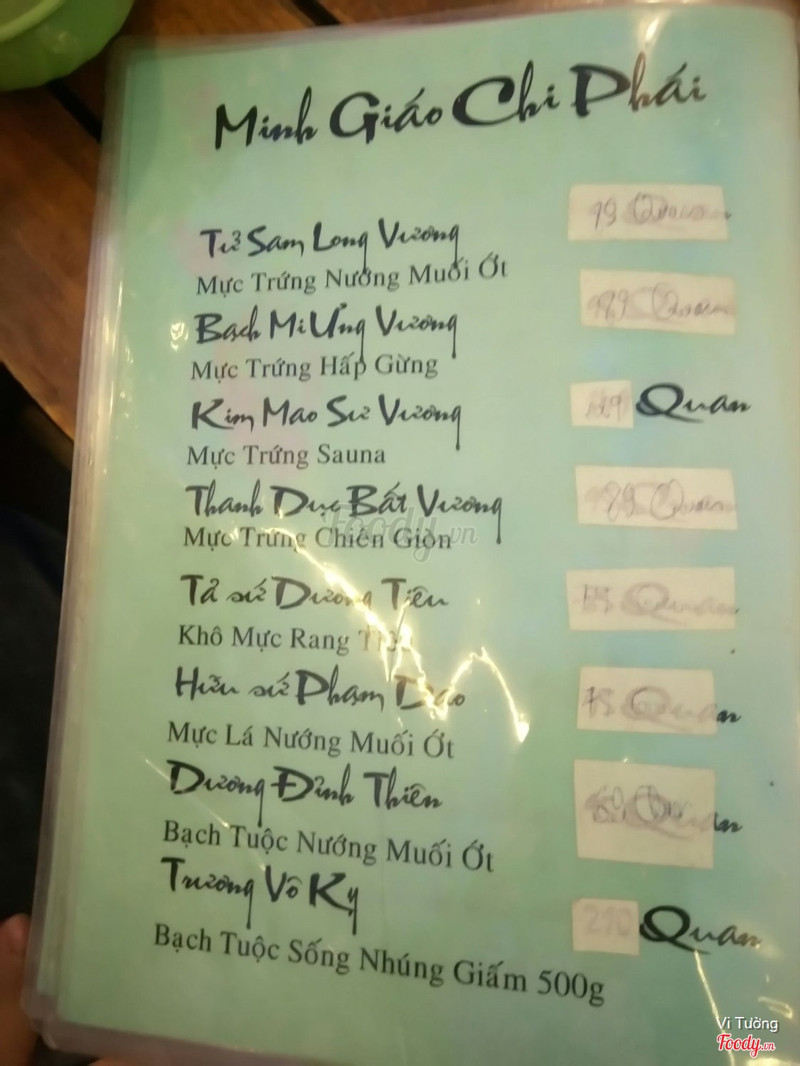 Minh Giáo Chi Phái
Tử Sam Long Vương
Mực Trứng Nướng Muối Ớt
Bạch Mi Ưng Vương
Mực Trứng Hấp Gừng
Kim Mao Sư Vương
Quan
Mực Trứng Sauna
Thanh Dực Bất Vương
Mực Trứng Chiên Giòn
Foody.vn
Tả sứ Dương Tiêu
Khô Mực Rang
Hữu sứ Phạm Dao
Mực Lá Nướng Muối Ớt
Dương Đỉnh Thiên
Bạch Tuộc Nướng Muối Ớt
Trương Vô Kỵ
210 Quan
Bạch Tuộc Sống Nhúng Giấm 500g
Vi Tường
Foody.vn